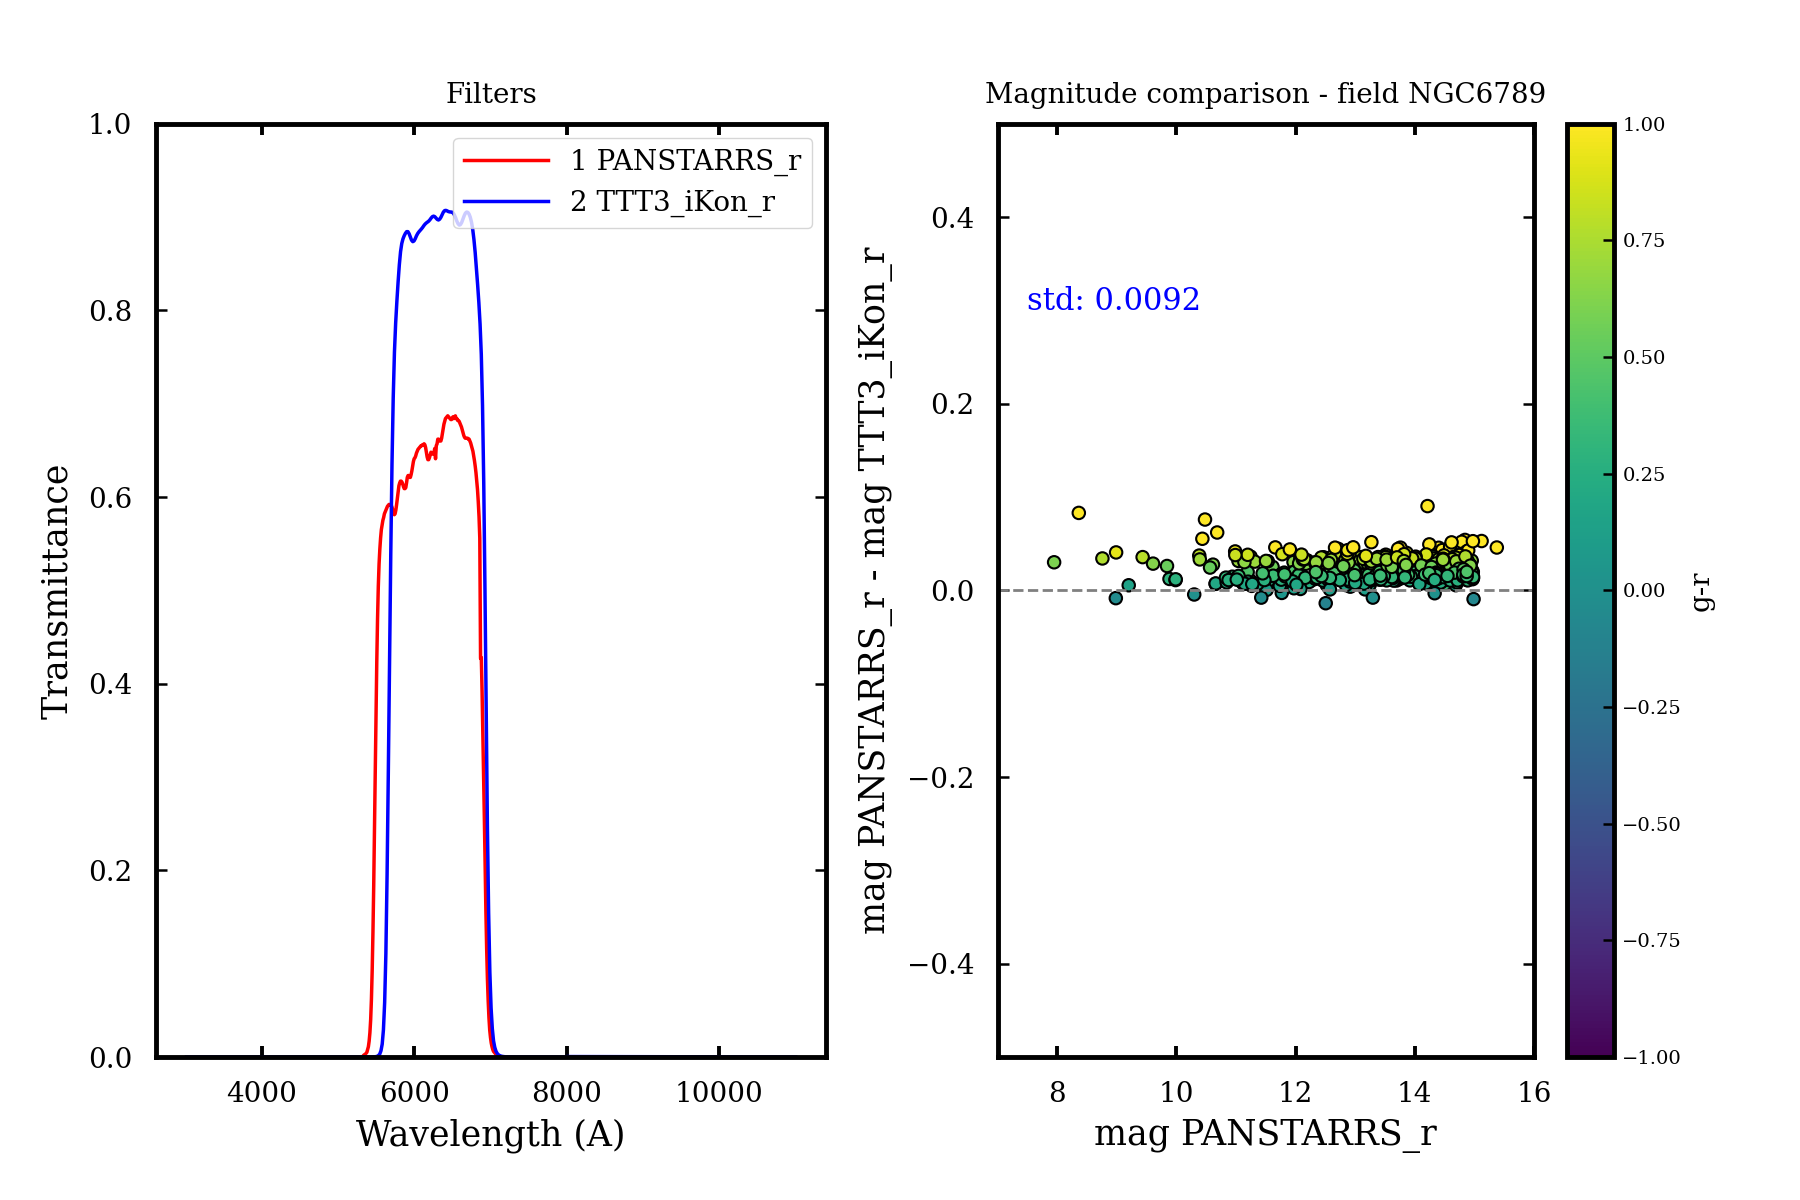 Filters
1 PANSTARRS_r
2 TTT3_iKon_r
1.0
0.8
0.6
0.4
0.2
0.0
Transmittance
4000
6000
8000
10000
Wavelength (A)
Magnitude comparison - field NGC6789
std: 0.0092
0.4
0.2
0.0
−0.2
−0.4
mag PANSTARRS_r - mag TTT3_iKon_r
8
10
12
14
16
mag PANSTARRS_r
1.00
0.75
0.50
0.25
0.00
−0.25
−0.50
−0.75
−1.00
g-r